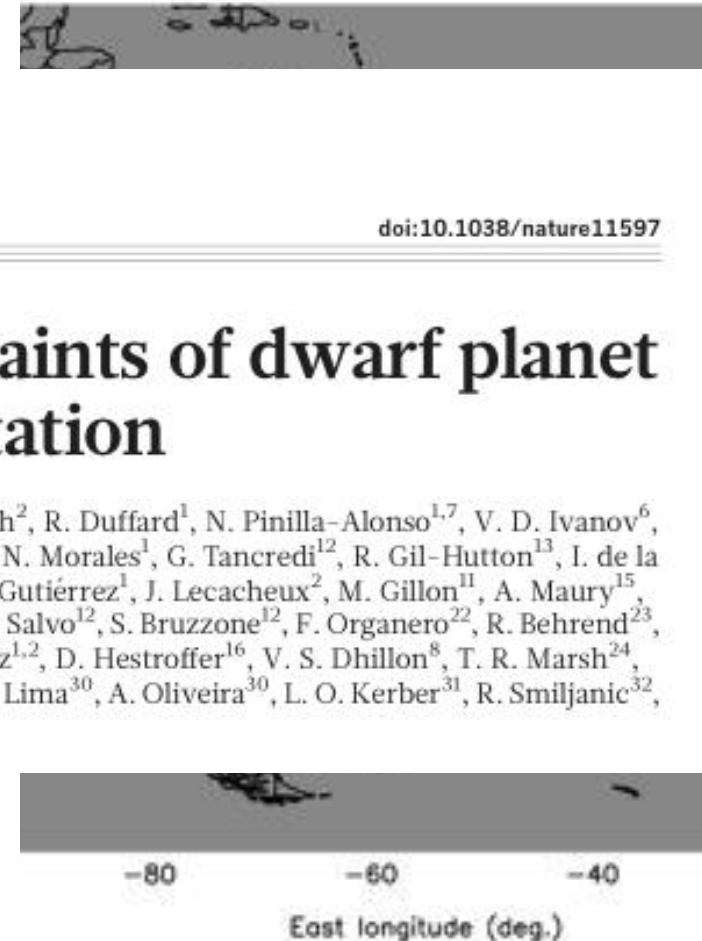 doi:10.1038/nature11597
aints of dwarf planet
tation
h², R. Duffard¹, N. Pinilla-Alonso¹,⁷, V. D. Ivanov⁶,
N. Morales¹, G. Tancredi¹², R. Gil-Hutton¹³, I. de la
Gutiérrez¹, J. Lecacheux², M. Gillon¹¹, A. Maury¹⁵,
Salvo¹², S. Bruzzone¹², F. Organero²², R. Behrend²³,
z¹,², D. Hestroffer¹⁶, V. S. Dhillon⁸, T. R. Marsh²⁴,
Lima³⁰, A. Oliveira³⁰, L. O. Kerber³¹, R. Smiljanic³²,
−80 −60 −40
East longitude (deg.)